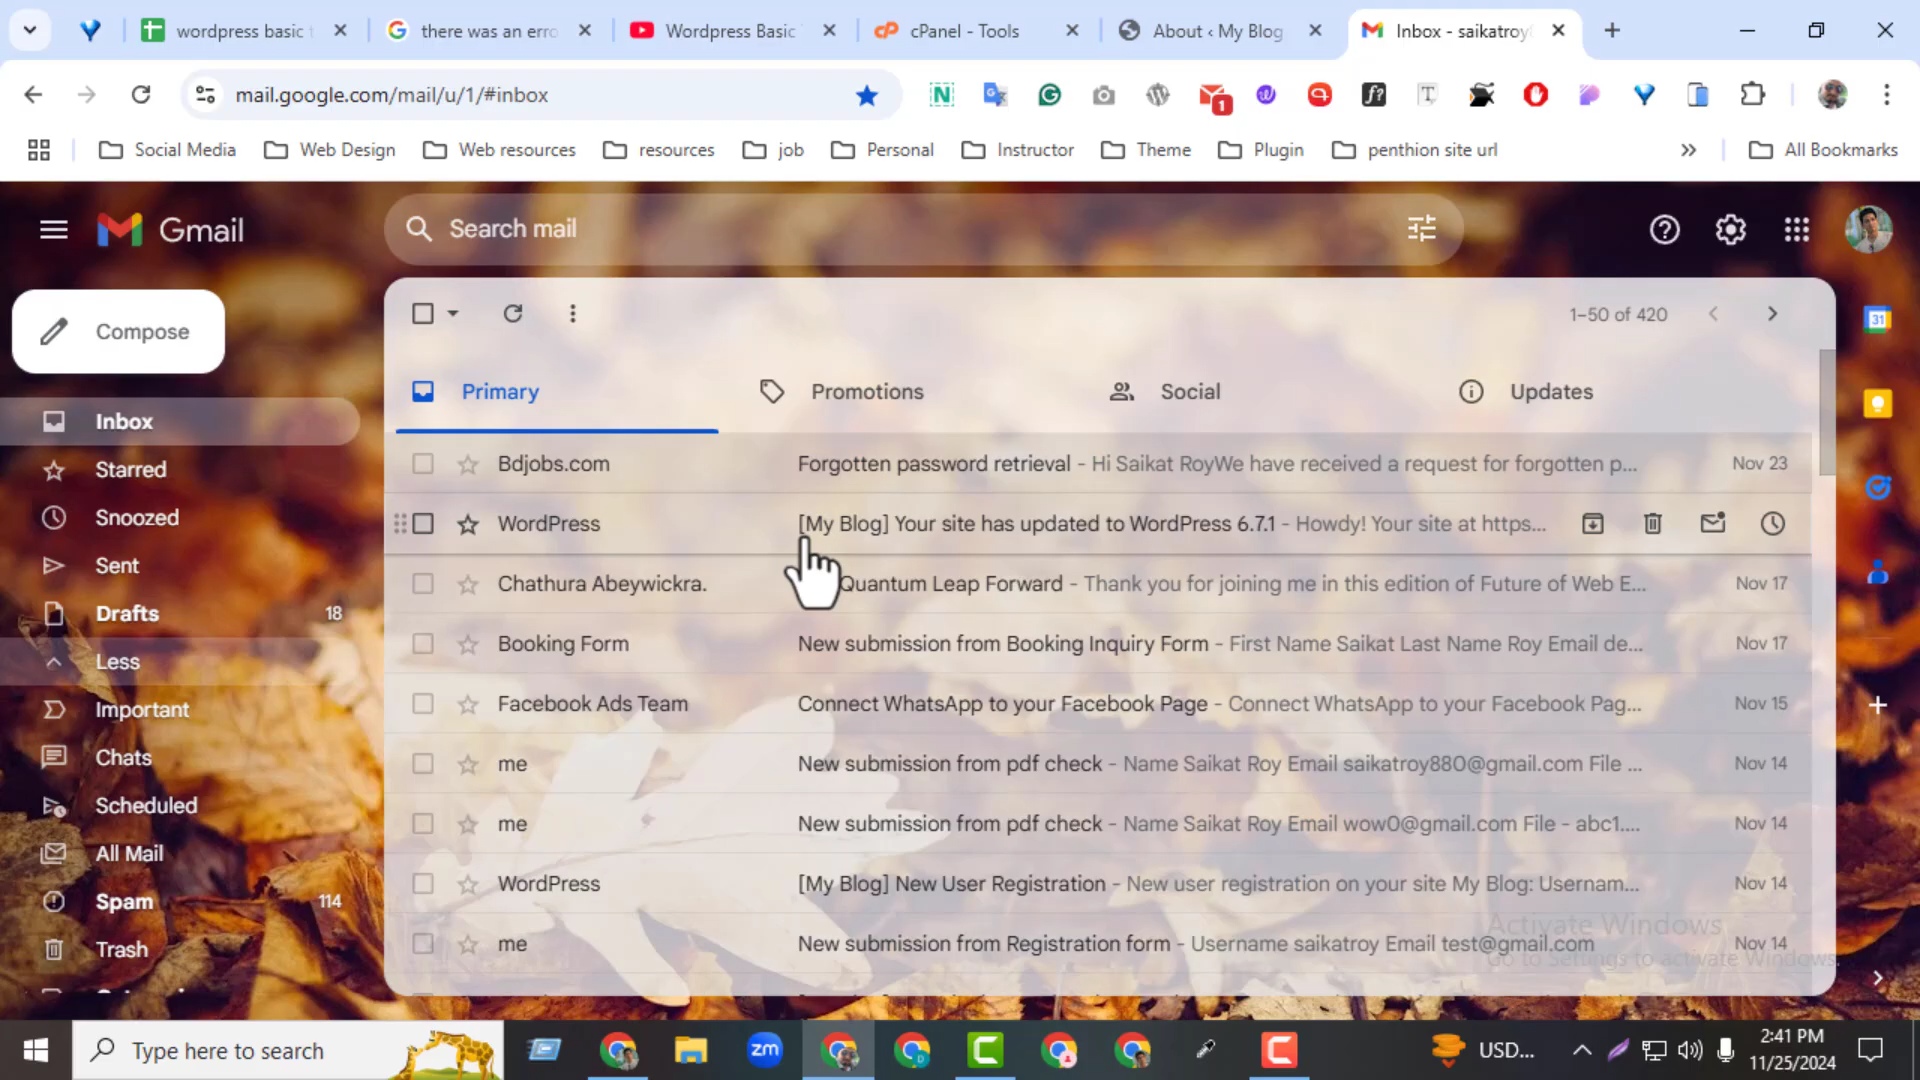 wordpress basic t
there was an erro
Wordpress Basic
cPanel - Tools
About ‹ My Blog
Inbox - saikatroy
mail.google.com/mail/u/1/#inbox
1
Social Media
Web Design
Web resources
resources
job
Personal
Instructor
Theme
Plugin
penthion site url
All Bookmarks
Gmail
Search mail
Compose
1–50 of 420
31
Primary
Promotions
Social
Updates
Inbox
Starred
Snoozed
Sent
Drafts 18
Less
Important
Chats
Scheduled
All Mail
Spam 114
Trash
Bdjobs.com Forgotten password retrieval - Hi Saikat RoyWe have received a request for forgotten p... Nov 23
WordPress [My Blog] Your site has updated to WordPress 6.7.1 - Howdy! Your site at https...
Chathura Abeywickra. Quantum Leap Forward - Thank you for joining me in this edition of Future of Web E... Nov 17
Booking Form New submission from Booking Inquiry Form - First Name Saikat Last Name Roy Email de... Nov 17
Facebook Ads Team Connect WhatsApp to your Facebook Page - Connect WhatsApp to your Facebook Pag... Nov 15
me New submission from pdf check - Name Saikat Roy Email saikatroy880@gmail.com File ... Nov 14
me New submission from pdf check - Name Saikat Roy Email wow0@gmail.com File - abc1.... Nov 14
WordPress [My Blog] New User Registration - New user registration on your site My Blog: Usernam... Nov 14
me New submission from Registration form - Username saikatroy Email test@gmail.com Nov 14
Activate Windows
Go to Settings to activate Windows.
Type here to search
zm
USD...
2:41 PM
11/25/2024